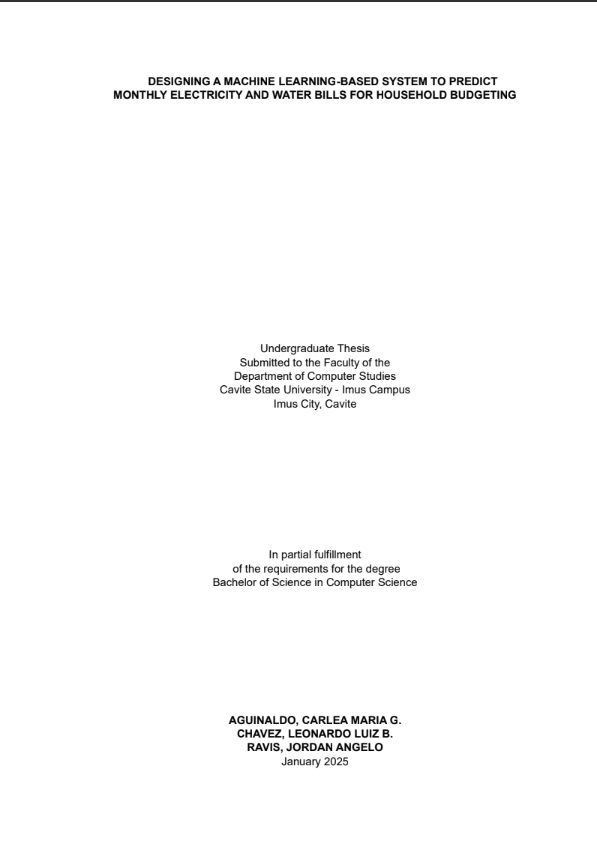 DESIGNING A MACHINE LEARNING-BASED SYSTEM TO PREDICT
MONTHLY ELECTRICITY AND WATER BILLS FOR HOUSEHOLD BUDGETING
Undergraduate Thesis
Submitted to the Faculty of the
Department of Computer Studies
Cavite State University - Imus Campus
Imus City, Cavite
In partial fulfillment
of the requirements for the degree
Bachelor of Science in Computer Science
AGUINALDO, CARLEA MARIA G.
CHAVEZ, LEONARDO LUIZ B.
RAVIS, JORDAN ANGELO
January 2025